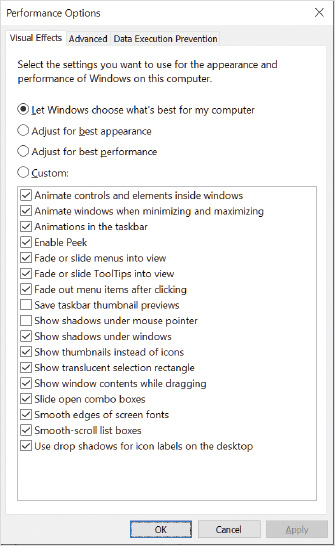 Performance Options
Visual Effects Advanced Data Execution Prevention
Select the settings you want to use for the appearance and
performance of Windows on this computer.
Let Windows choose what's best for my computer
Adjust for best appearance
Adjust for best performance
Custom:
Animate controls and elements inside windows
Animate windows when minimizing and maximizing
Animations in the taskbar
Enable Peek
Fade or slide menus into view
Fade or slide ToolTips into view
Fade out menu items after clicking
Save taskbar thumbnail previews
Show shadows under mouse pointer
Show shadows under windows
Show thumbnails instead of icons
Show translucent selection rectangle
Show window contents while dragging
Slide open combo boxes
Smooth edges of screen fonts
Smooth-scroll list boxes
Use drop shadows for icon labels on the desktop
OK Cancel Apply